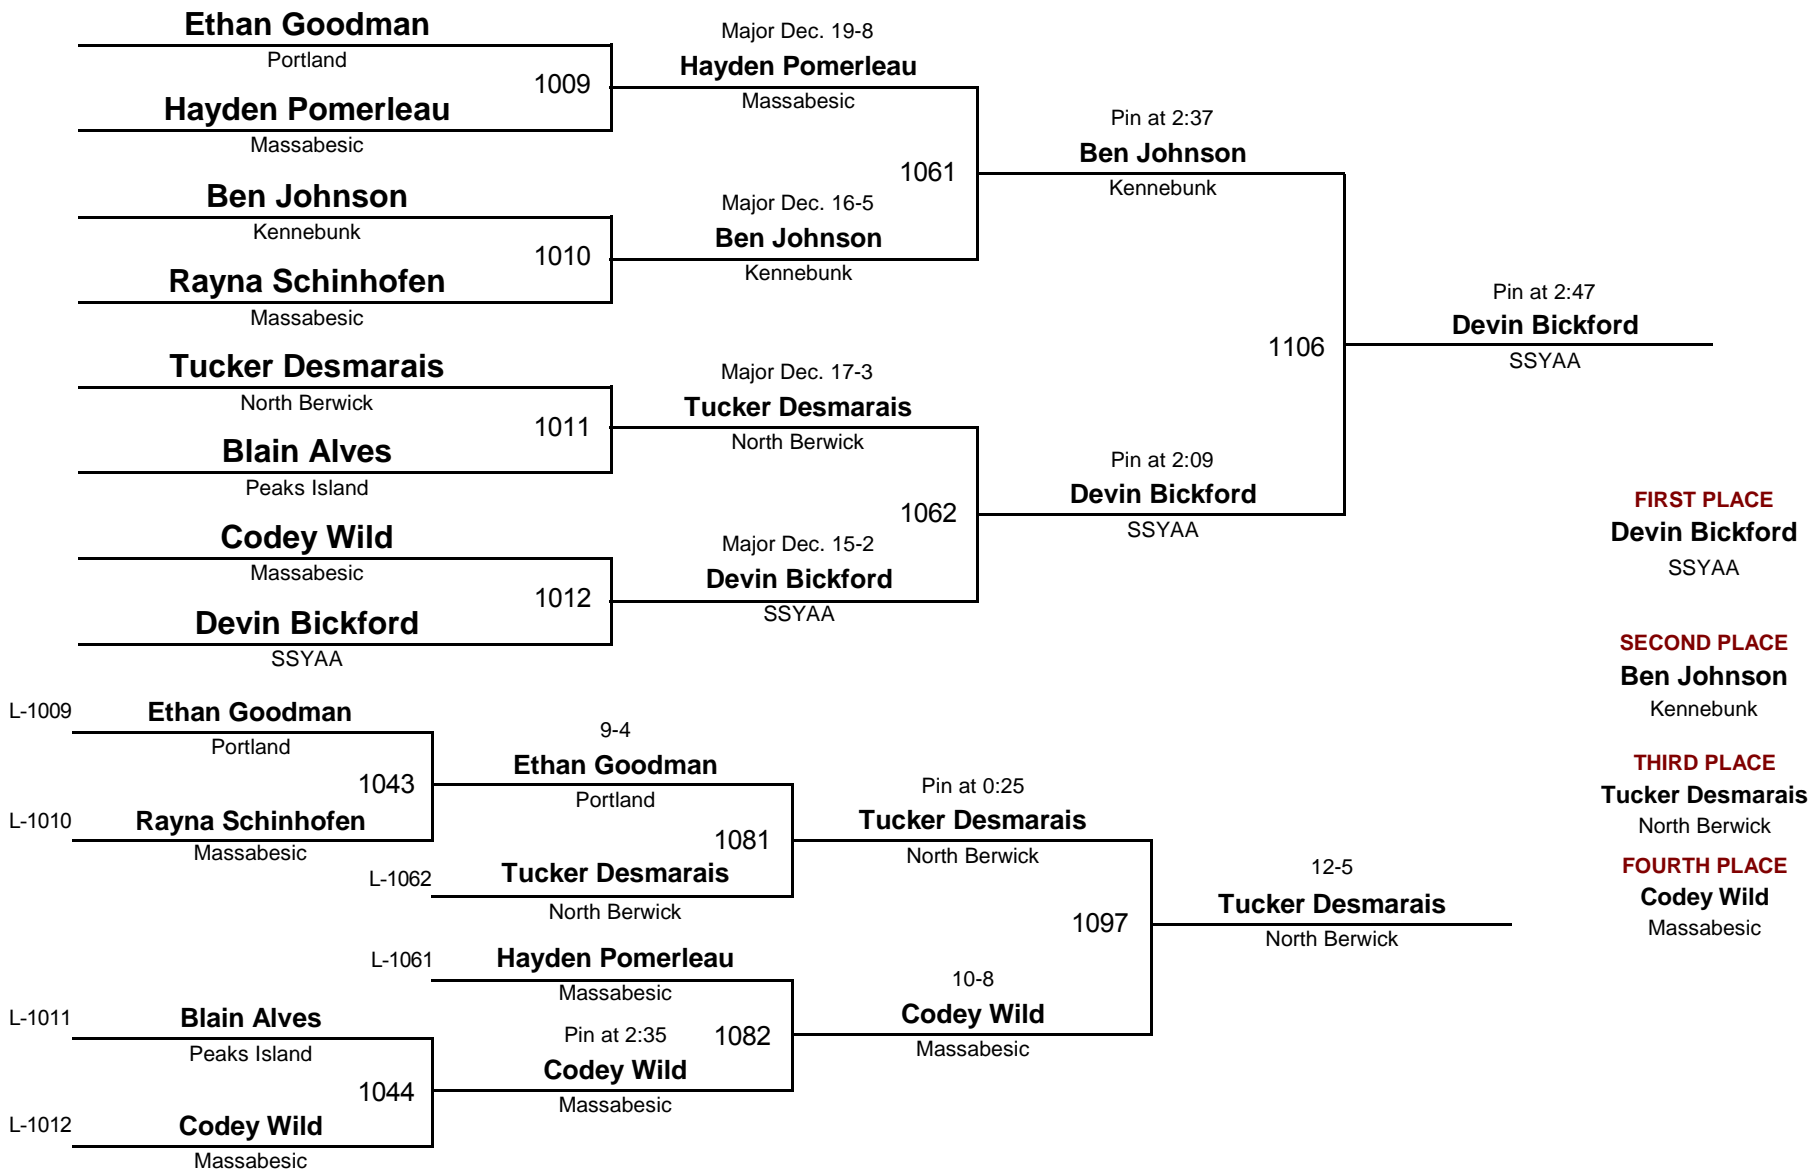 Ethan Goodman
Portland
1009
Hayden Pomerleau
Massabesic
Ben Johnson
Kennebunk
1010
Rayna Schinhofen
Massabesic
Tucker Desmarais
North Berwick
1011
Blain Alves
Peaks Island
Codey Wild
Massabesic
1012
Devin Bickford
SSYAA
Major Dec. 19-8
Hayden Pomerleau
Massabesic
1061
Major Dec. 16-5
Ben Johnson
Kennebunk
Major Dec. 17-3
Tucker Desmarais
North Berwick
1062
Major Dec. 15-2
Devin Bickford
SSYAA
Pin at 2:37
Ben Johnson
Kennebunk
1106
Pin at 2:09
Devin Bickford
SSYAA
Pin at 2:47
Devin Bickford
SSYAA
FIRST PLACE
Devin Bickford
SSYAA
SECOND PLACE
Ben Johnson
Kennebunk
THIRD PLACE
Tucker Desmarais
North Berwick
FOURTH PLACE
Codey Wild
Massabesic
L-1009
Ethan Goodman
Portland
1043
L-1010
Rayna Schinhofen
Massabesic
9-4
Ethan Goodman
Portland
1081
L-1062
Tucker Desmarais
North Berwick
L-1061
Hayden Pomerleau
Massabesic
1082
L-1011
Blain Alves
Peaks Island
1044
L-1012
Codey Wild
Massabesic
Pin at 2:35
Codey Wild
Massabesic
Pin at 0:25
Tucker Desmarais
North Berwick
1097
10-8
Codey Wild
Massabesic
12-5
Tucker Desmarais
North Berwick